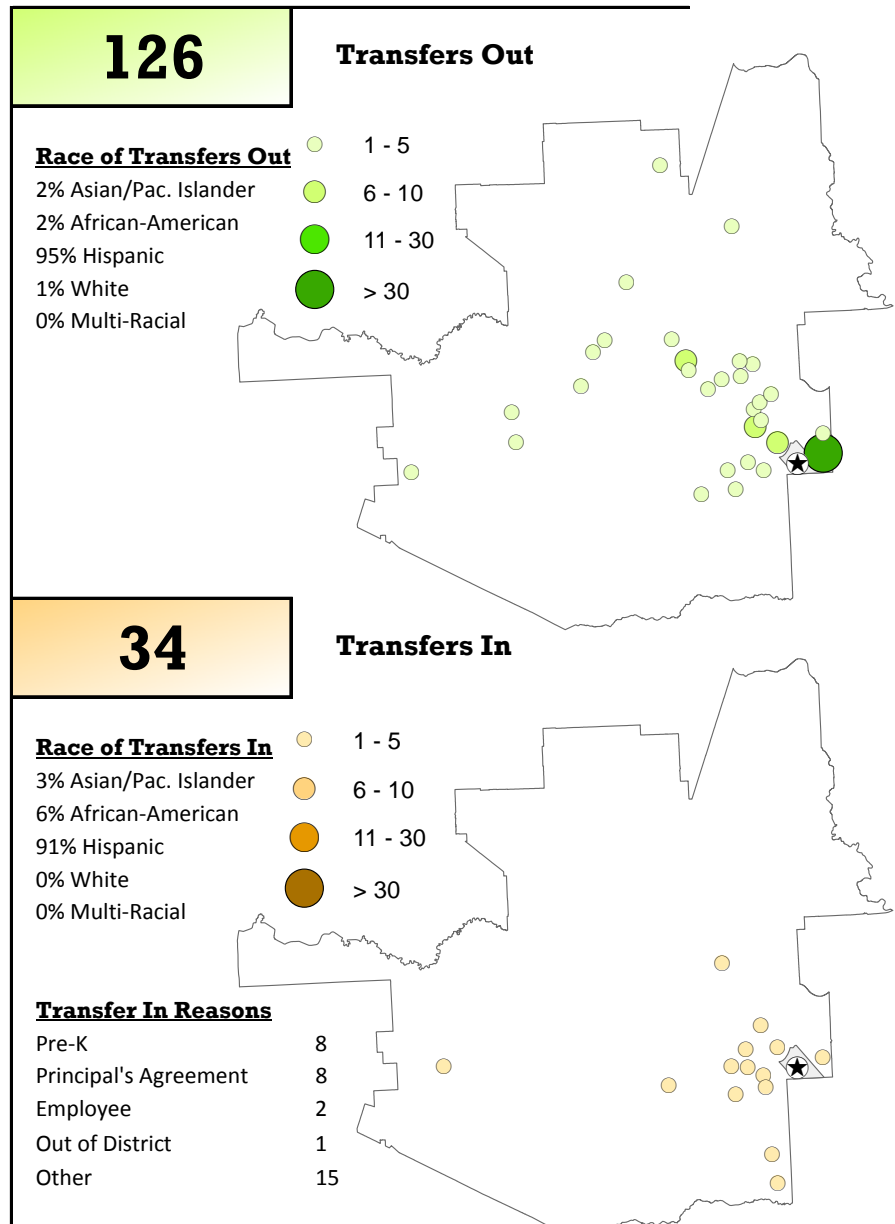 126
Transfers Out
Race of Transfers Out
2% Asian/Pac. Islander
2% African-American
95% Hispanic
1% White
0% Multi-Racial
1 - 5
6 - 10
11 - 30
> 30
34
Transfers In
Race of Transfers In
3% Asian/Pac. Islander
6% African-American
91% Hispanic
0% White
0% Multi-Racial
1 - 5
6 - 10
11 - 30
> 30
Transfer In Reasons
Pre-K 8
Principal's Agreement 8
Employee 2
Out of District 1
Other 15